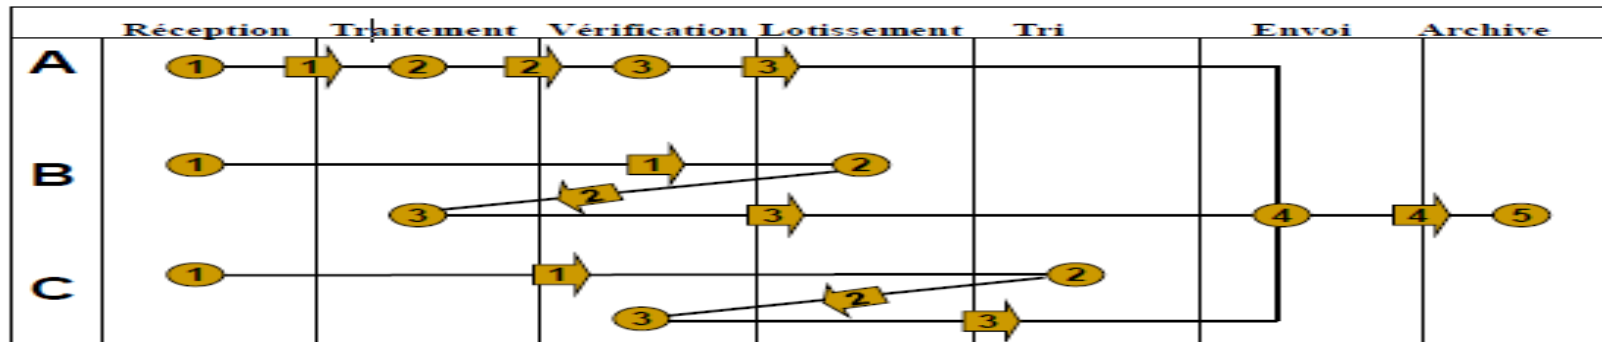 Réception Traitement Vérification Lotissement Tri Envoi Archive
A 1 1 2 2 3 3
B 1 1 2
2
3 3 4 4 5
C 1 1 2
2
3 3